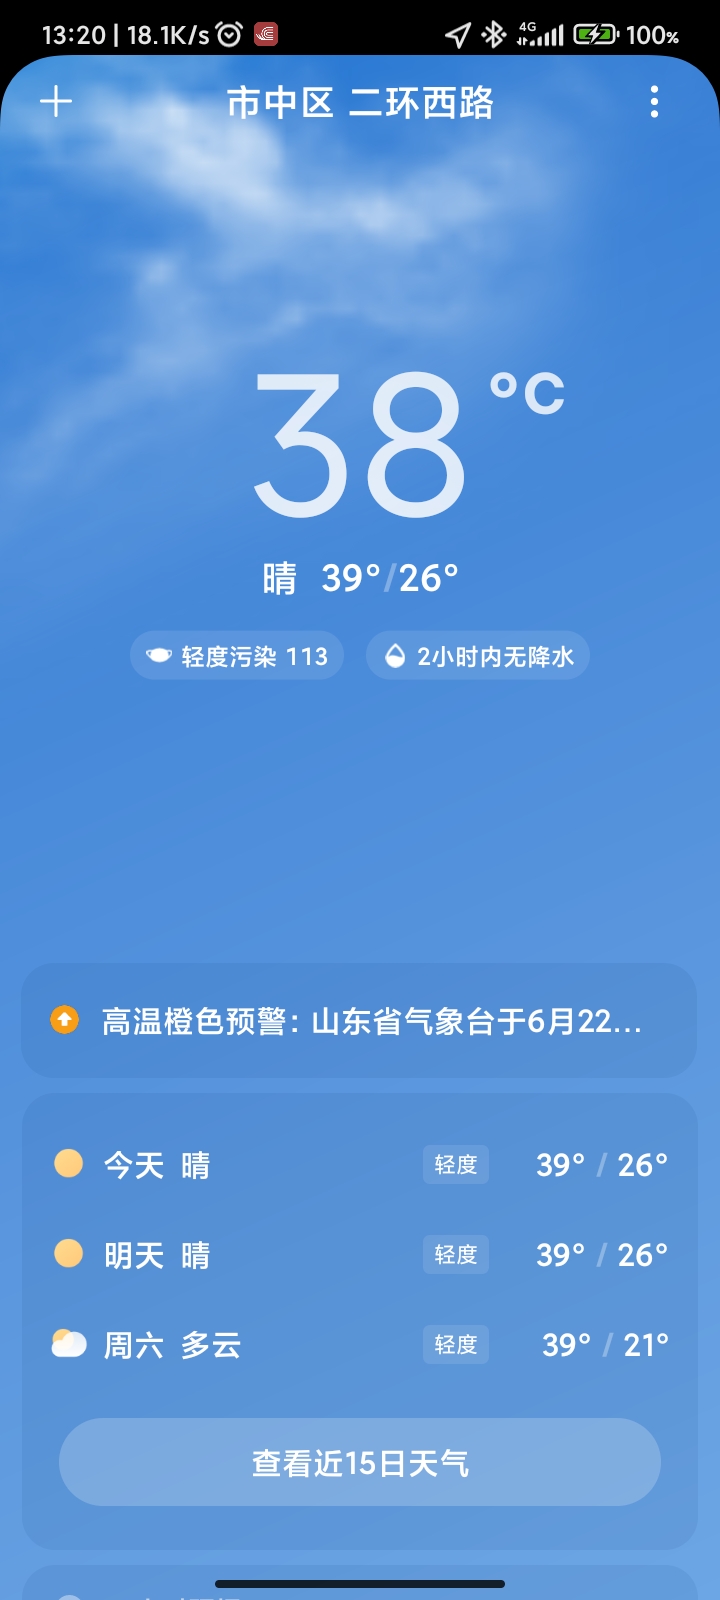 13:20 | 18.1K/s 4G 100%
市中区 二环西路
38 °C
晴 39°/26°
轻度污染 113 2小时内无降水
高温橙色预警：山东省气象台于6月22...
今天 晴 轻度 39° / 26°
明天 晴 轻度 39° / 26°
周六 多云 轻度 39° / 21°
查看近15日天气